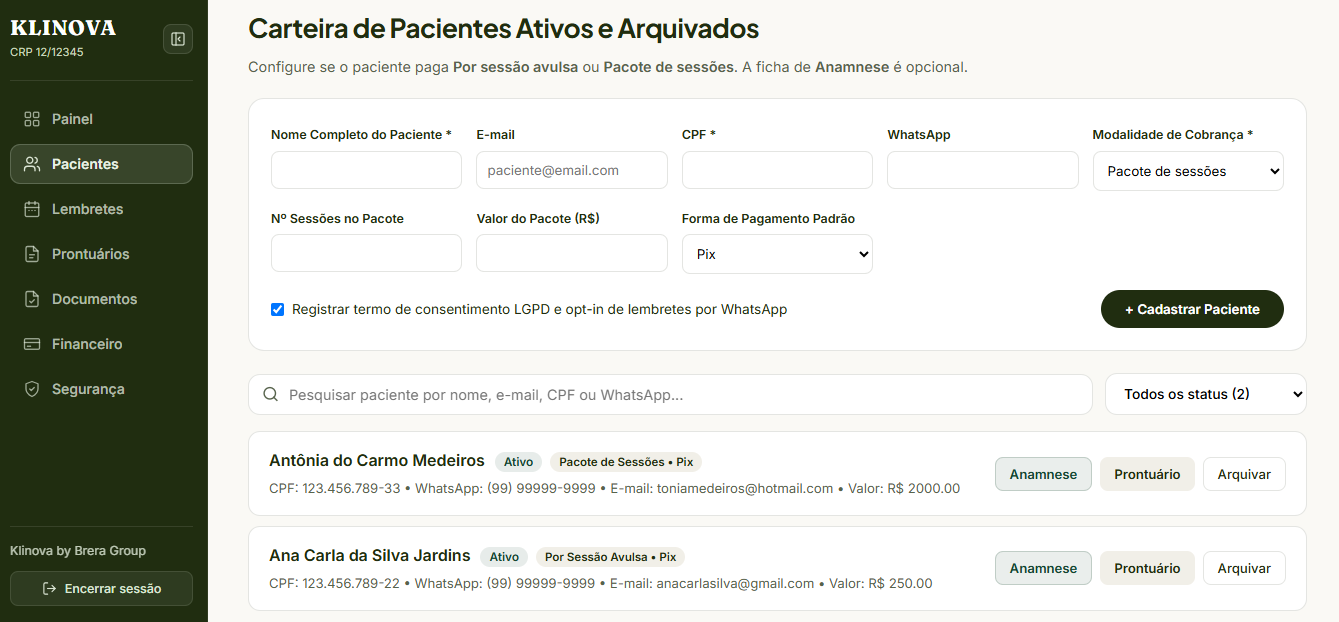 KLINOVA
CRP 12/12345
Painel
Pacientes
Lembretes
Prontuários
Documentos
Financeiro
Segurança
Klinova by Brera Group
Encerrar sessão
Carteira de Pacientes Ativos e Arquivados
Configure se o paciente paga Por sessão avulsa ou Pacote de sessões. A ficha de Anamnese é opcional.
Nome Completo do Paciente * E-mail CPF * WhatsApp Modalidade de Cobrança *
paciente@email.com Pacote de sessões
Nº Sessões no Pacote Valor do Pacote (R$) Forma de Pagamento Padrão
Pix
Registrar termo de consentimento LGPD e opt-in de lembretes por WhatsApp + Cadastrar Paciente
Pesquisar paciente por nome, e-mail, CPF ou WhatsApp... Todos os status (2)
Antônia do Carmo Medeiros Ativo Pacote de Sessões • Pix
CPF: 123.456.789-33 • WhatsApp: (99) 99999-9999 • E-mail: toniamedeiros@hotmail.com • Valor: R$ 2000.00
Anamnese Prontuário Arquivar
Ana Carla da Silva Jardins Ativo Por Sessão Avulsa • Pix
CPF: 123.456.789-22 • WhatsApp: (99) 99999-9999 • E-mail: anacarlasilva@gmail.com • Valor: R$ 250.00
Anamnese Prontuário Arquivar